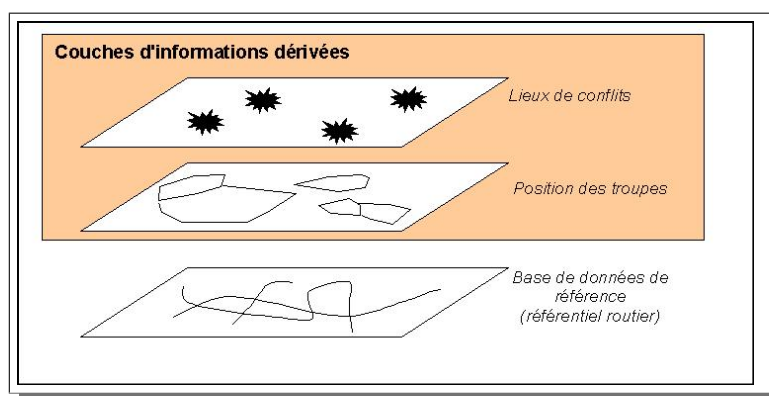 Couches d'informations dérivées
Lieux de conflits
Position des troupes
Base de données de
référence
(référentiel routier)